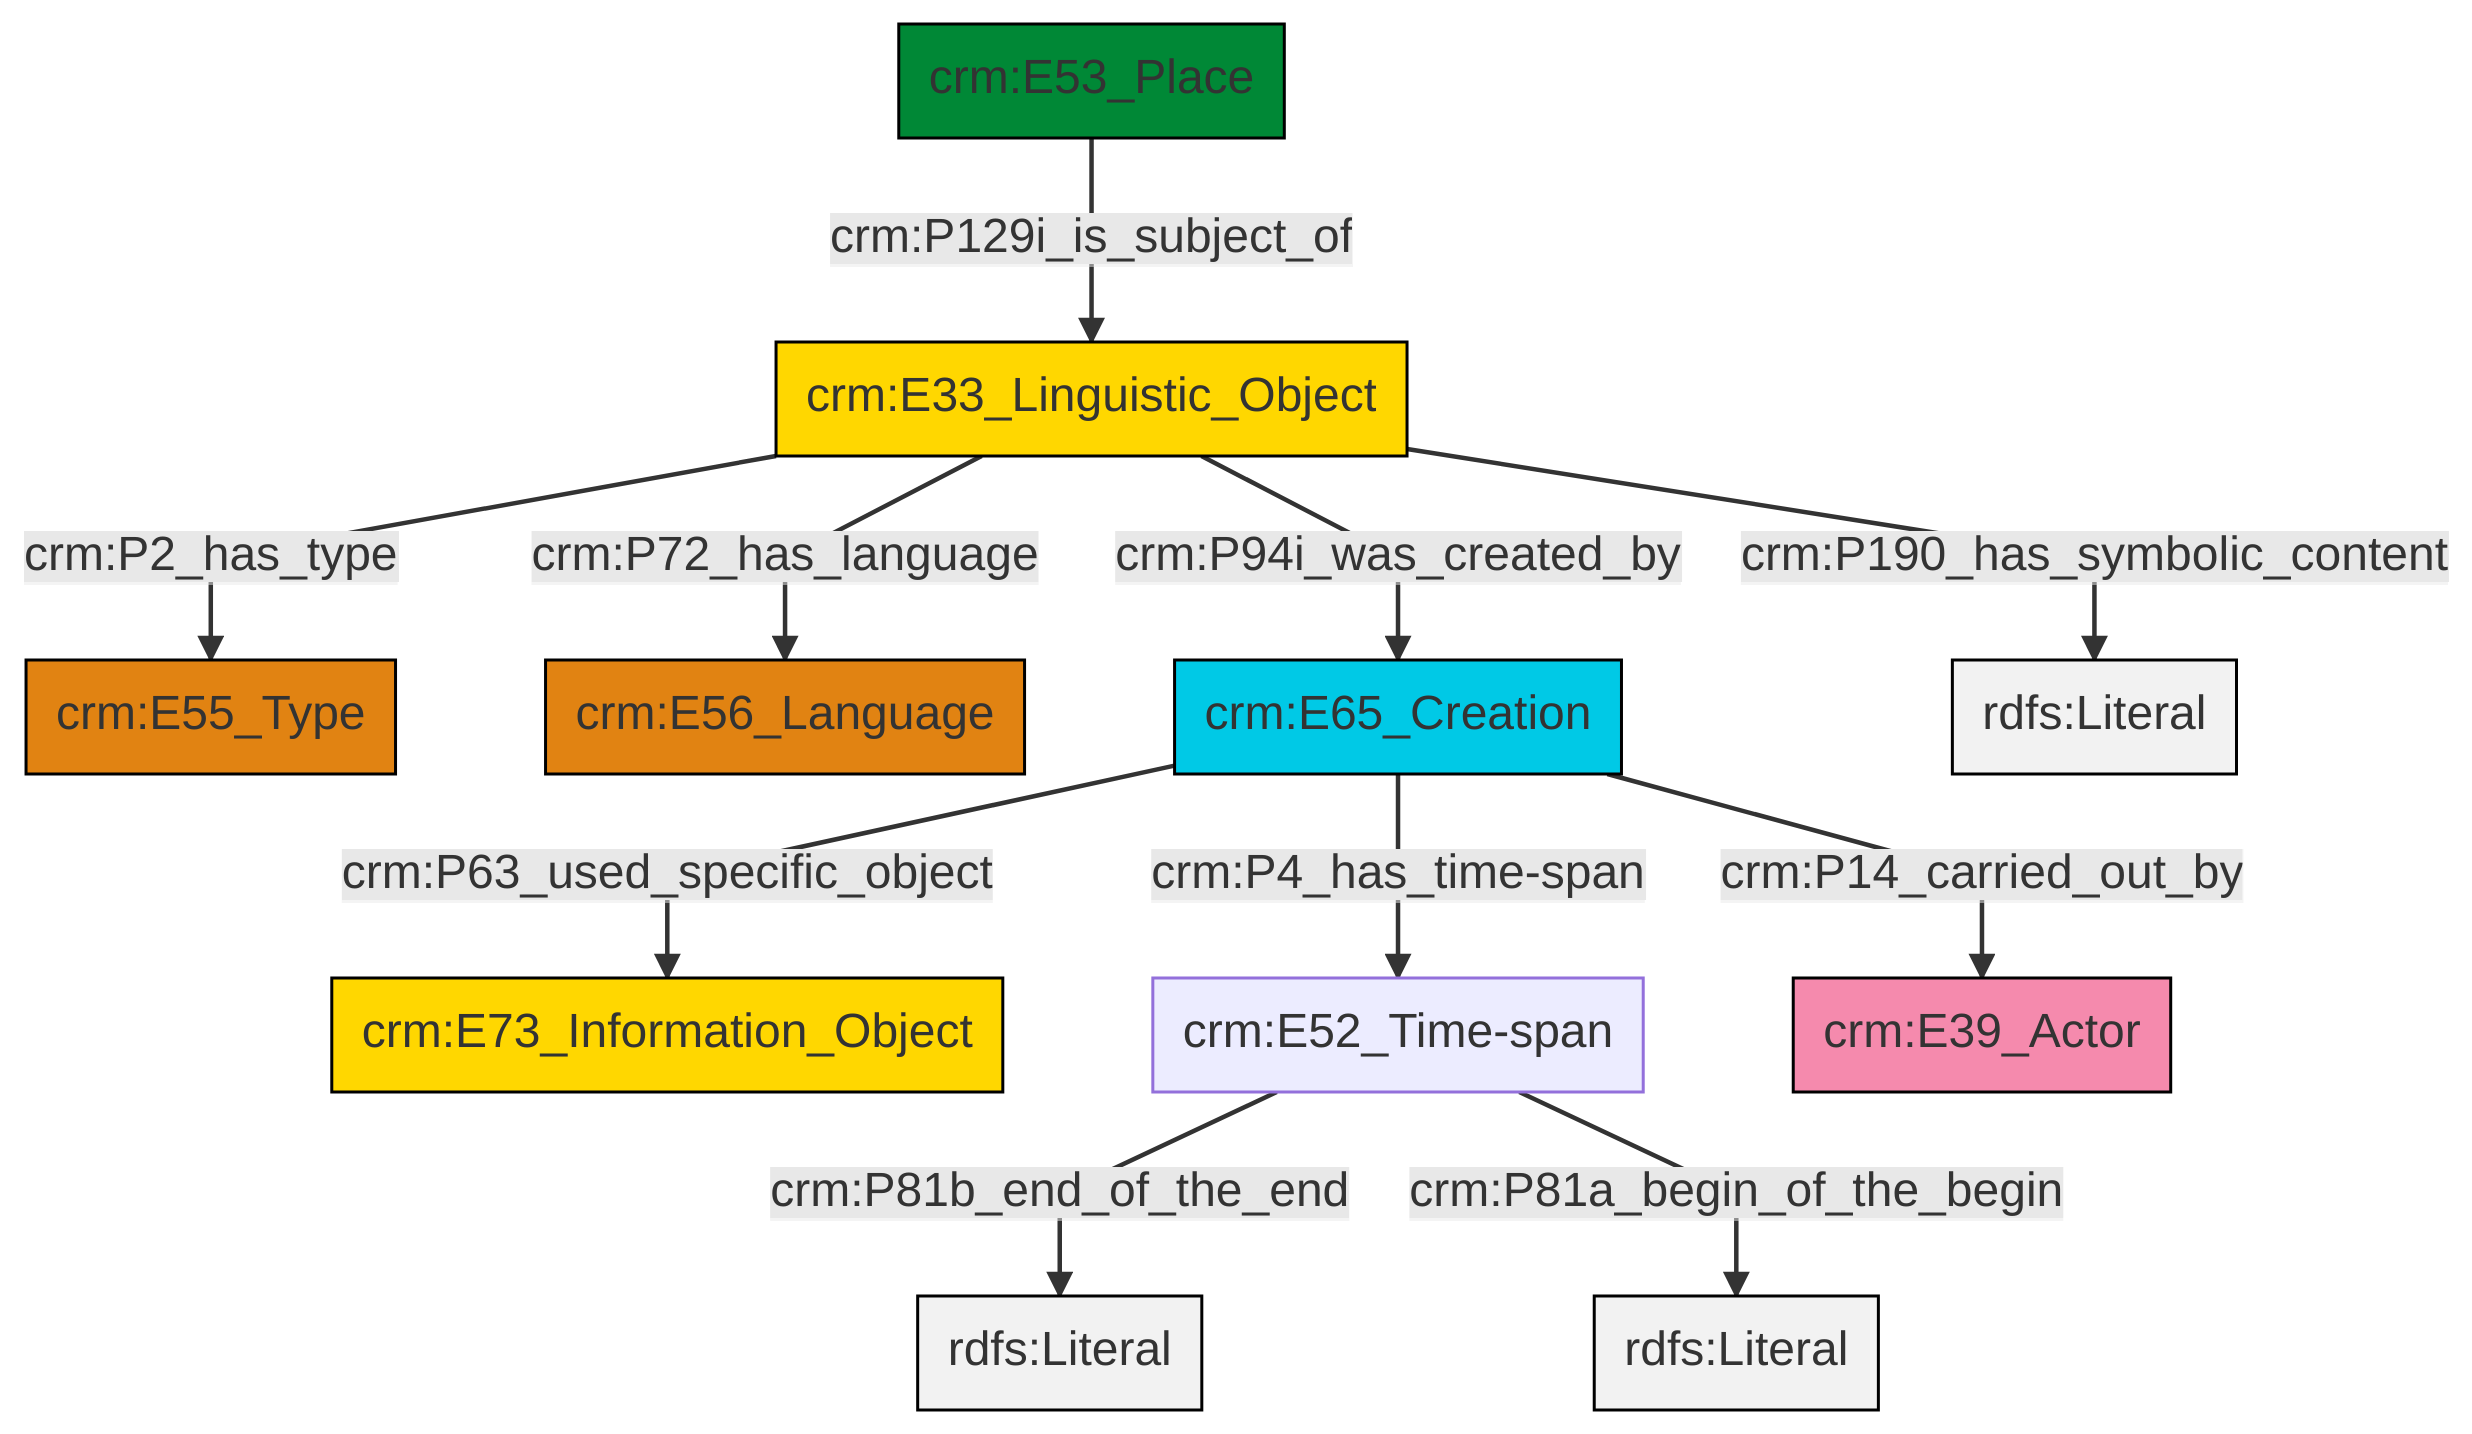 crm:E53_Place
crm:P129i_is_subject_of
crm:E33_Linguistic_Object
crm:P2_has_type
crm:P72_has_language
crm:P94i_was_created_by
crm:P190_has_symbolic_content
crm:E55_Type
crm:E56_Language
crm:E65_Creation
rdfs:Literal
crm:P63_used_specific_object
crm:P4_has_time-span
crm:P14_carried_out_by
crm:E73_Information_Object
crm:E52_Time-span
crm:E39_Actor
crm:P81b_end_of_the_end
crm:P81a_begin_of_the_begin
rdfs:Literal
rdfs:Literal